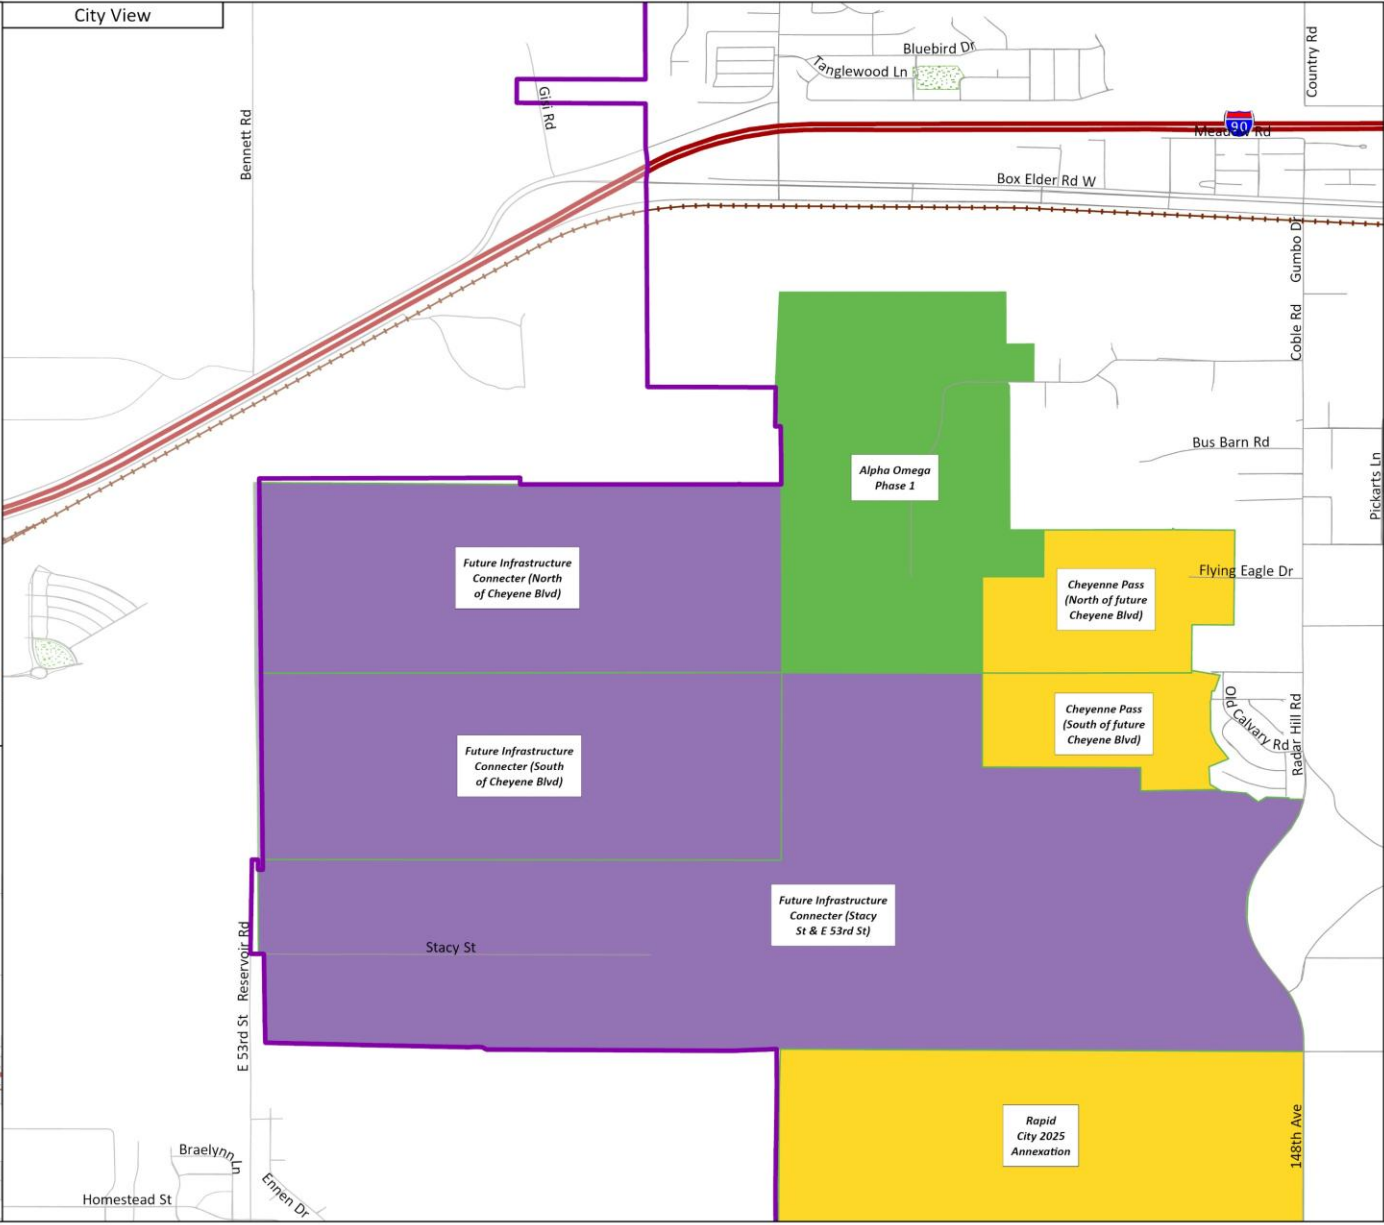 City View
Bluebird Dr
Tanglewood Ln
Country Rd
Gisi Rd
Bennett Rd
90
Meadow Rd
Box Elder Rd W
Gumbo Dr
Coble Rd
Bus Barn Rd
Pickarts Ln
Alpha Omega
Phase 1
Future Infrastructure
Connecter (North
of Cheyene Blvd)
Cheyenne Pass
(North of future
Cheyene Blvd)
Flying Eagle Dr
Cheyenne Pass
(South of future
Cheyene Blvd)
Old Calvary Rd
Radar Hill Rd
Future Infrastructure
Connecter (South
of Cheyene Blvd)
Future Infrastructure
Connecter (Stacy
St & E 53rd St)
Stacy St
Reservoir Rd
E 53rd St
Rapid
City 2025
Annexation
148th Ave
Braelynn Ln
Ennen Dr
Homestead St